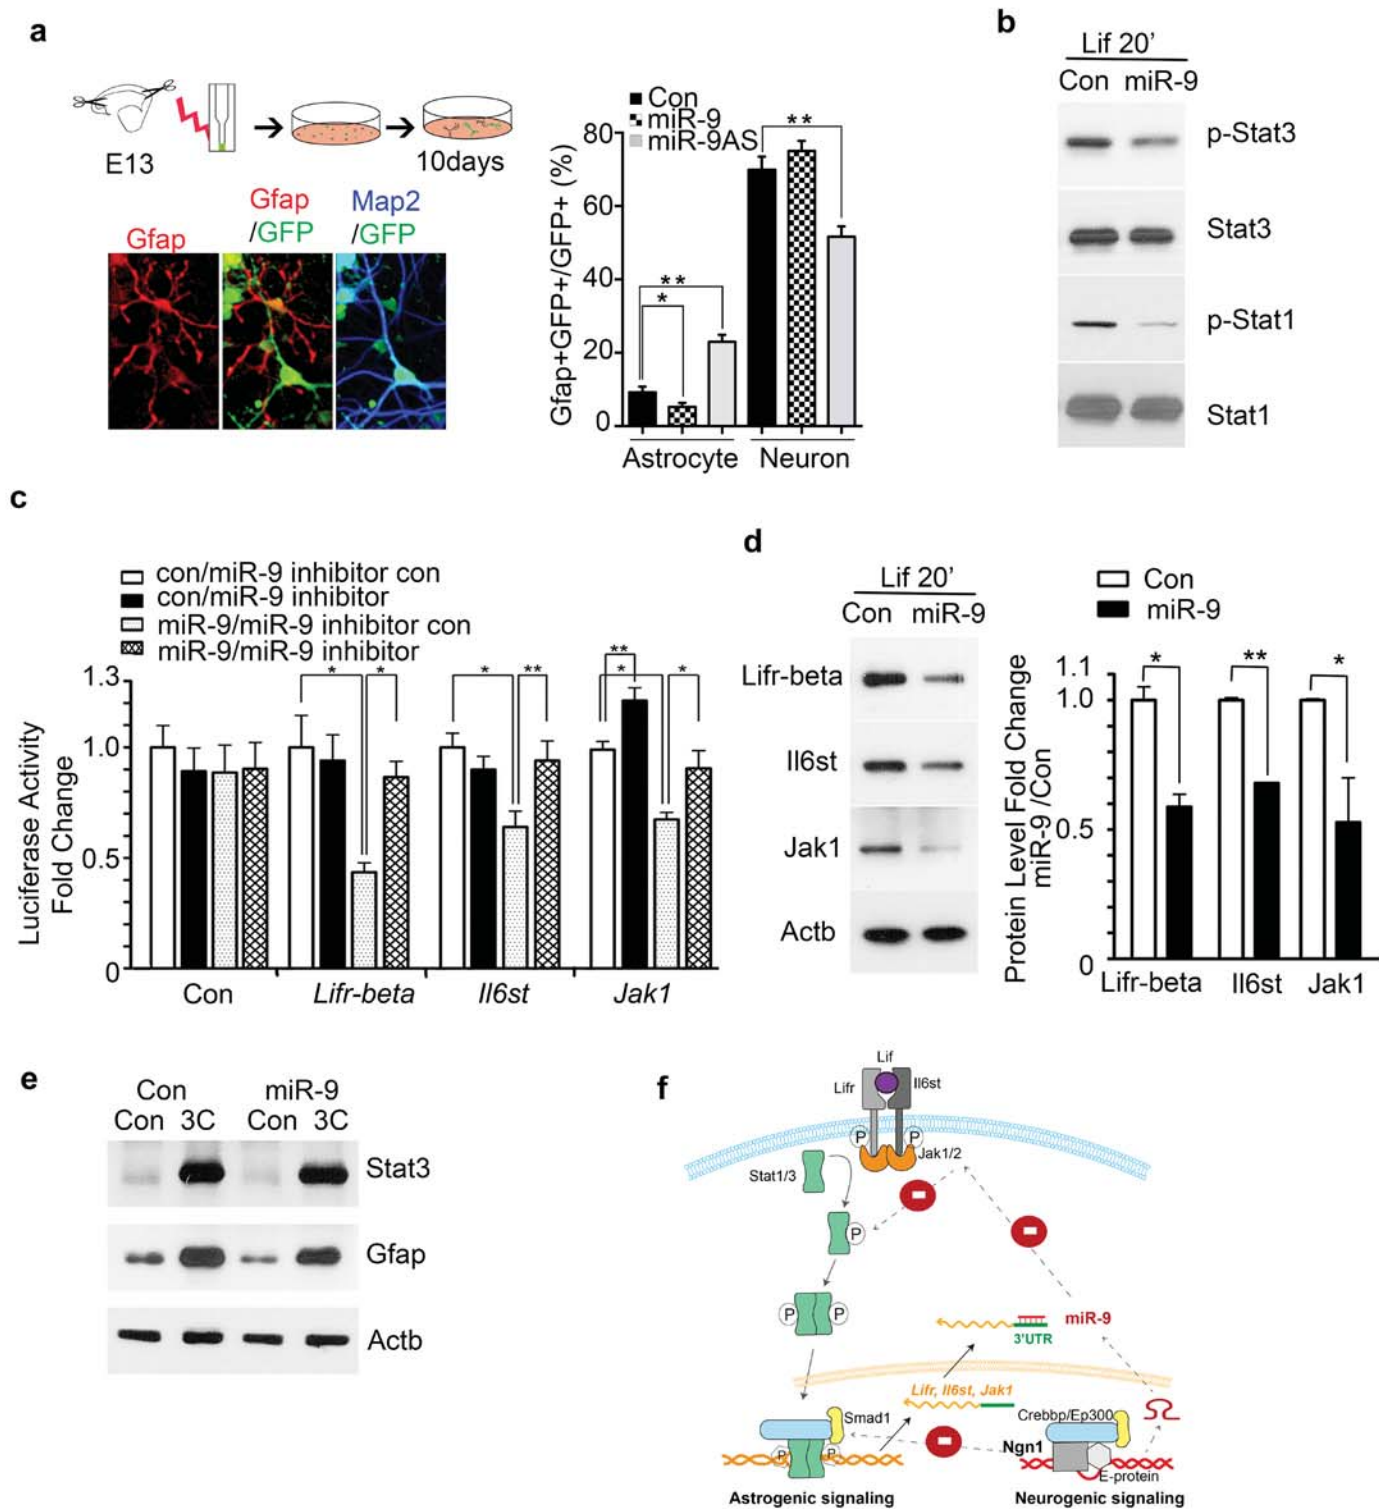 a
E13
10days
Gfap
Gfap
/GFP
Map2
/GFP
Gfap+GFP+/GFP+ (%)
80
60
40
20
0
Con
miR-9
miR-9AS
**
*
**
Astrocyte
Neuron
b
Lif 20'
Con miR-9
p-Stat3
Stat3
p-Stat1
Stat1
c
con/miR-9 inhibitor con
con/miR-9 inhibitor
miR-9/miR-9 inhibitor con
miR-9/miR-9 inhibitor
Luciferase Activity
Fold Change
1.3
1.0
0.5
0
* *
* **
**
* *
Con
Lifr-beta
Il6st
Jak1
d
Lif 20'
Con miR-9
Lifr-beta
Il6st
Jak1
Actb
Con
miR-9
Protein Level Fold Change
miR-9 /Con
1.1
1.0
0.5
0
* ** *
Lifr-beta Il6st Jak1
e
Con miR-9
Con 3C Con 3C
Stat3
Gfap
Actb
f
Lif
Lifr
Il6st
P
P
Jak1/2
Stat1/3
P
P
P
miR-9
3'UTR
Lifr, Il6st, Jak1
Smad1
P
P
Crebbp/Ep300
Ngn1
E-protein
Astrogenic signaling
Neurogenic signaling